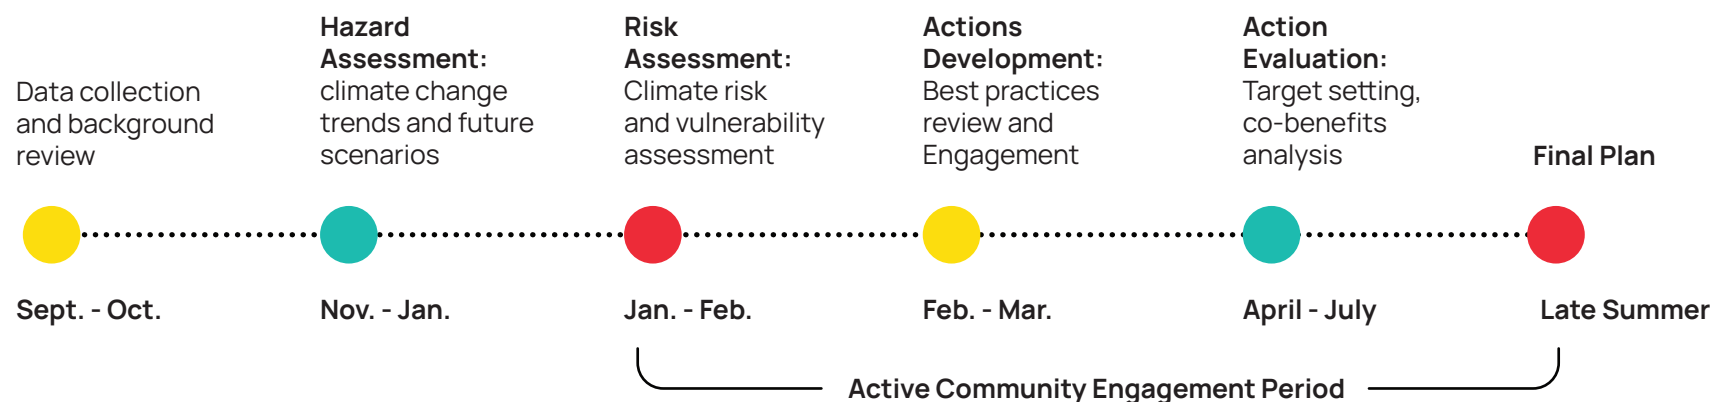 Data collection
and background
review
Hazard
Assessment:
climate change
trends and future
scenarios
Risk
Assessment:
Climate risk
and vulnerability
assessment
Actions
Development:
Best practices
review and
Engagement
Action
Evaluation:
Target setting,
co-benefits
analysis
Final Plan
Sept. - Oct.
Nov. - Jan.
Jan. - Feb.
Feb. - Mar.
April - July
Late Summer
Active Community Engagement Period